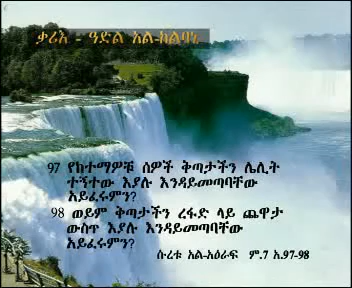 ቃሪእ - ዓድል አል-ከልባኒ
97 የከተማዎቹ ሰዎች ቅጣታችን ሌሊት
ተኝተው እያሉ እንዳይመጣባቸው
አይፈሩምን?
98 ወይም ቅጣታችን ረፋድ ላይ ጨዋታ
ውስጥ እያሉ እንዳይመጣባቸው
አይፈሩምን?
ሱረቱ አል-አዕራፍ ም.7 አ.97-98